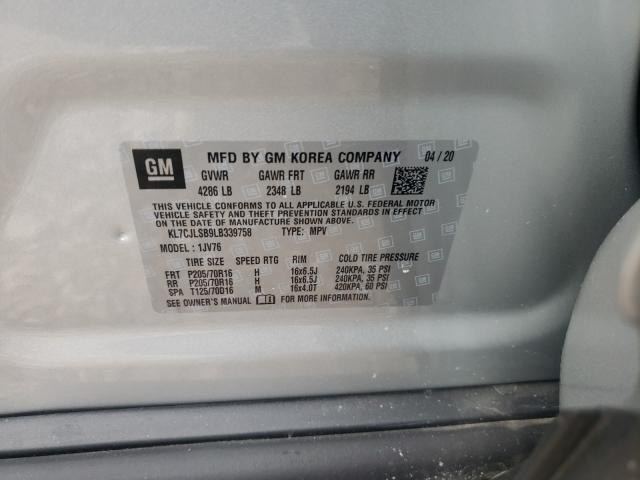 GM MFD BY GM KOREA COMPANY 04/20
GVWR GAWR FRT GAWR RR
4286 LB 2348 LB 2194 LB
THIS VEHICLE CONFORMS TO ALL APPLICABLE U.S. FEDERAL MOTOR
VEHICLE SAFETY, BUMPER, AND THEFT PREVENTION STANDARDS IN EFFECT
ON THE DATE OF MANUFACTURE SHOWN ABOVE.
KL7CJLSB9LB339758 TYPE: MPV
MODEL: 1JV76
TIRE SIZE SPEED RTG RIM COLD TIRE PRESSURE
FRT P205/70R16 H 16x6.5J 240KPA, 35 PSI
RR P205/70R16 H 16x6.5J 240KPA, 35 PSI
SPA T125/70D16 M 16x4.0T 420KPA, 60 PSI
SEE OWNER'S MANUAL FOR MORE INFORMATION.